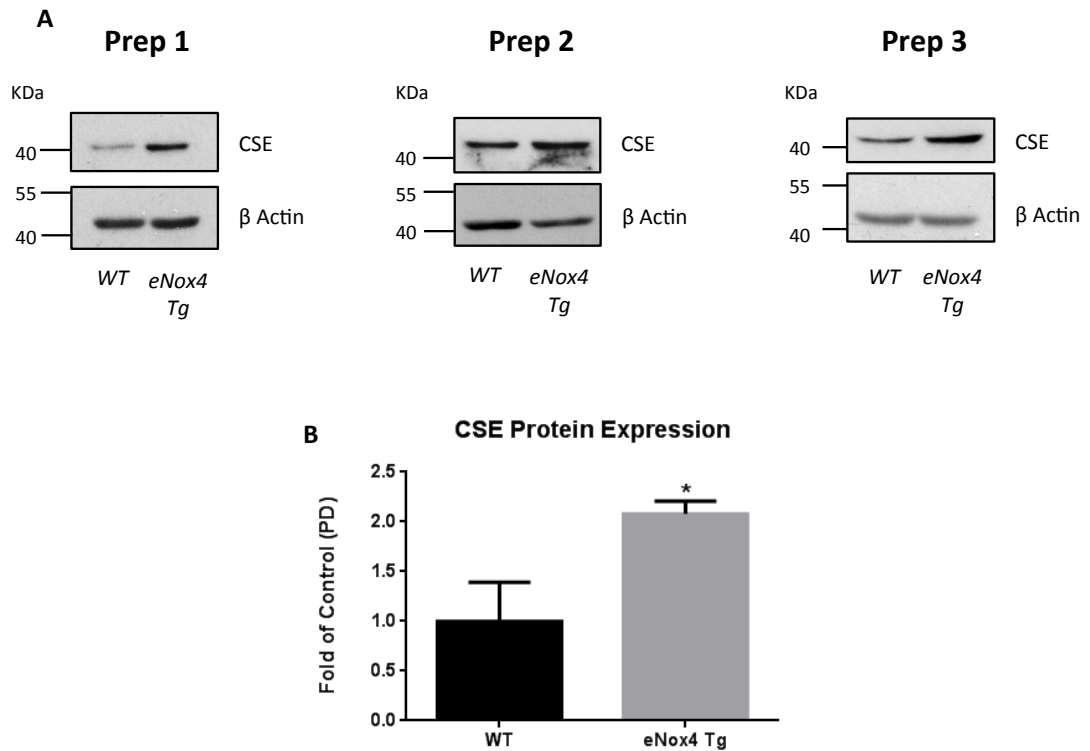 A
Prep 1
Prep 2
Prep 3
KDa
40
CSE
55
40
β Actin
WT
eNox4
Tg
KDa
40
CSE
55
40
β Actin
WT
eNox4
Tg
KDa
40
CSE
55
40
β Actin
WT
eNox4
Tg
B
CSE Protein Expression
Fold of Control (PD)
2.5
2.0
1.5
1.0
0.5
0.0
*
WT
eNox4 Tg